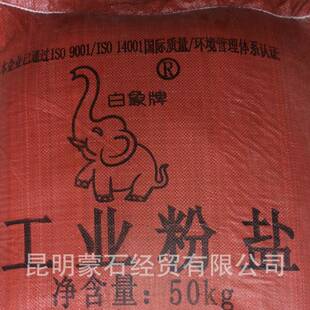 本企业已通过ISO 9001/ISO 14001国际质量/环境管理体系认证
®
白象牌
工业粉盐
昆明蒙石经贸有限公司
净含量：50kg